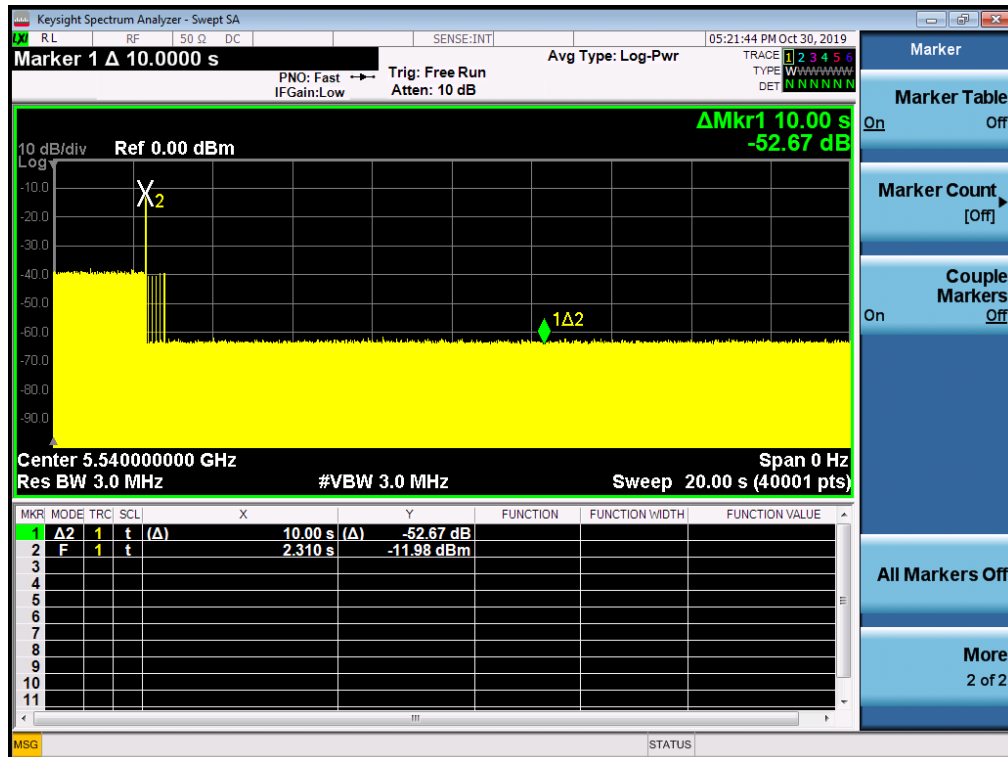 Keysight Spectrum Analyzer - Swept SA
LXI RL RF 50 Ω DC SENSE:INT 05:21:44 PM Oct 30, 2019
Marker 1 Δ 10.0000 s
PNO: Fast
IFGain:Low
Trig: Free Run
Atten: 10 dB
Avg Type: Log-Pwr
TRACE 1 2 3 4 5 6
TYPE WWWWWW
DET N N N N N N
ΔMkr1 10.00 s
-52.67 dB
10 dB/div Ref 0.00 dBm
Log
-10.0
-20.0
-30.0
-40.0
-50.0
-60.0
-70.0
-80.0
-90.0
2
1Δ2
Center 5.540000000 GHz Span 0 Hz
Res BW 3.0 MHz #VBW 3.0 MHz Sweep 20.00 s (40001 pts)
MKR MODE TRC SCL X Y FUNCTION FUNCTION WIDTH FUNCTION VALUE
1 Δ2 1 t (Δ) 10.00 s (Δ) -52.67 dB
2 F 1 t 2.310 s -11.98 dBm
3
4
5
6
7
8
9
10
11
MSG STATUS
Marker
Marker Table
On Off
Marker Count
[Off]
Couple
Markers
On Off
All Markers Off
More
2 of 2